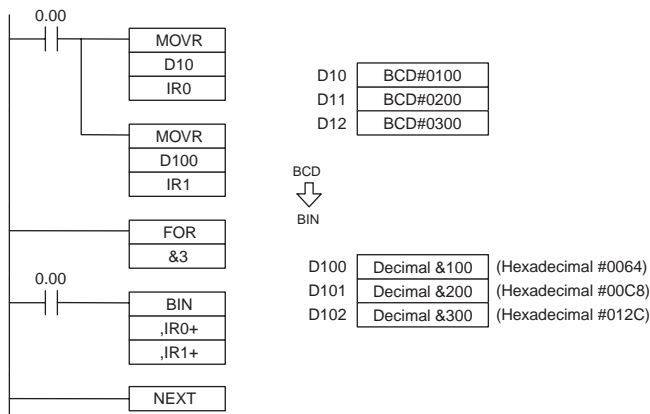 0.00
MOVR
D10
IR0
MOVR
D100
IR1
FOR
&3
0.00
BIN
,IR0+
,IR1+
NEXT
D10 BCD#0100
D11 BCD#0200
D12 BCD#0300
BCD
BIN
D100 Decimal &100 (Hexadecimal #0064)
D101 Decimal &200 (Hexadecimal #00C8)
D102 Decimal &300 (Hexadecimal #012C)